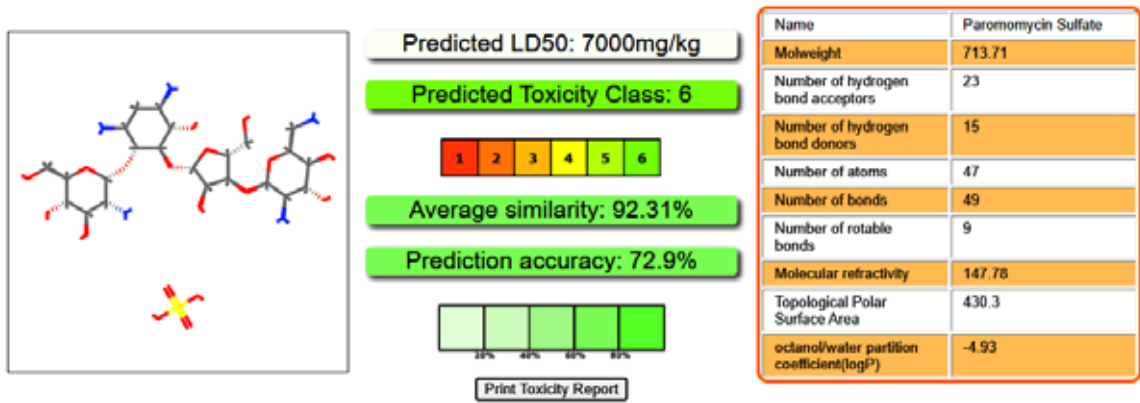 Predicted LD50: 7000mg/kg
Predicted Toxicity Class: 6
1 2 3 4 5 6
Average similarity: 92.31%
Prediction accuracy: 72.9%
20% 40% 60% 80%
Print Toxicity Report
Name Paromomycin Sulfate
Molweight 713.71
Number of hydrogen
bond acceptors 23
Number of hydrogen
bond donors 15
Number of atoms 47
Number of bonds 49
Number of rotable
bonds 9
Molecular refractivity 147.78
Topological Polar
Surface Area 430.3
octanol/water partition
coefficient(logP) -4.93